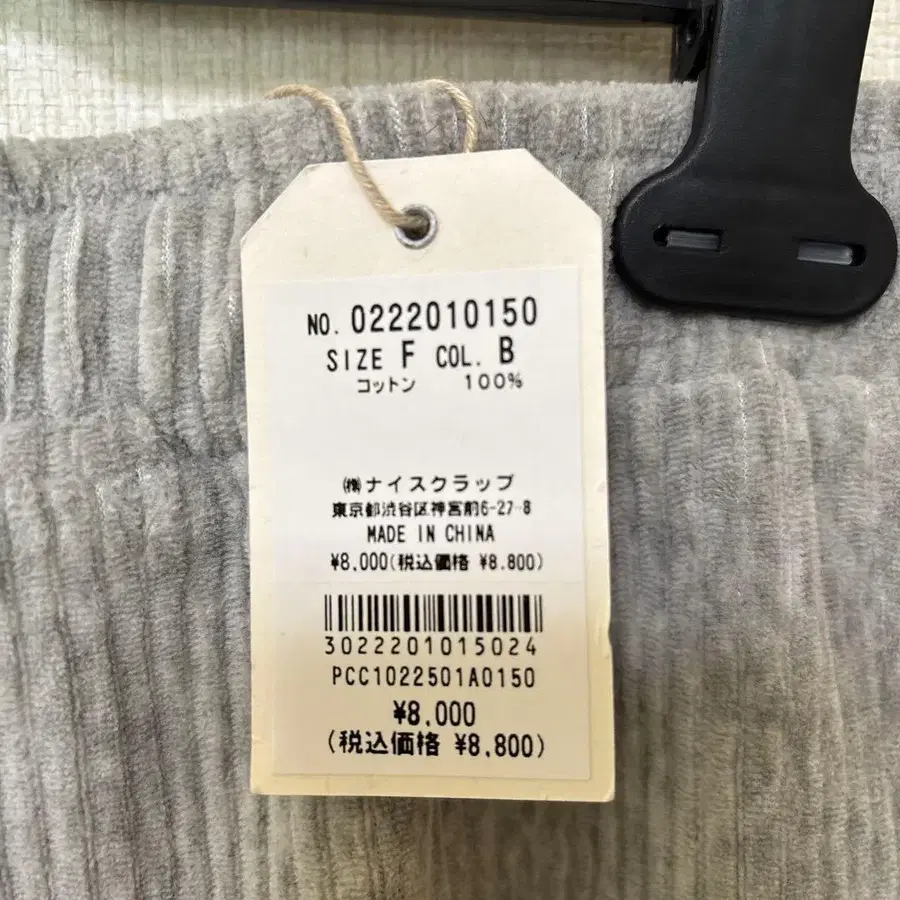 NO. 0222010150
SIZE F COL. B
コットン 100%
㈱ナイスクラップ
東京都渋谷区神宮前6-27-8
MADE IN CHINA
¥8,000(税込価格 ¥8,800)
3022201015024
PCC1022501A0150
¥8,000
(税込価格 ¥8,800)